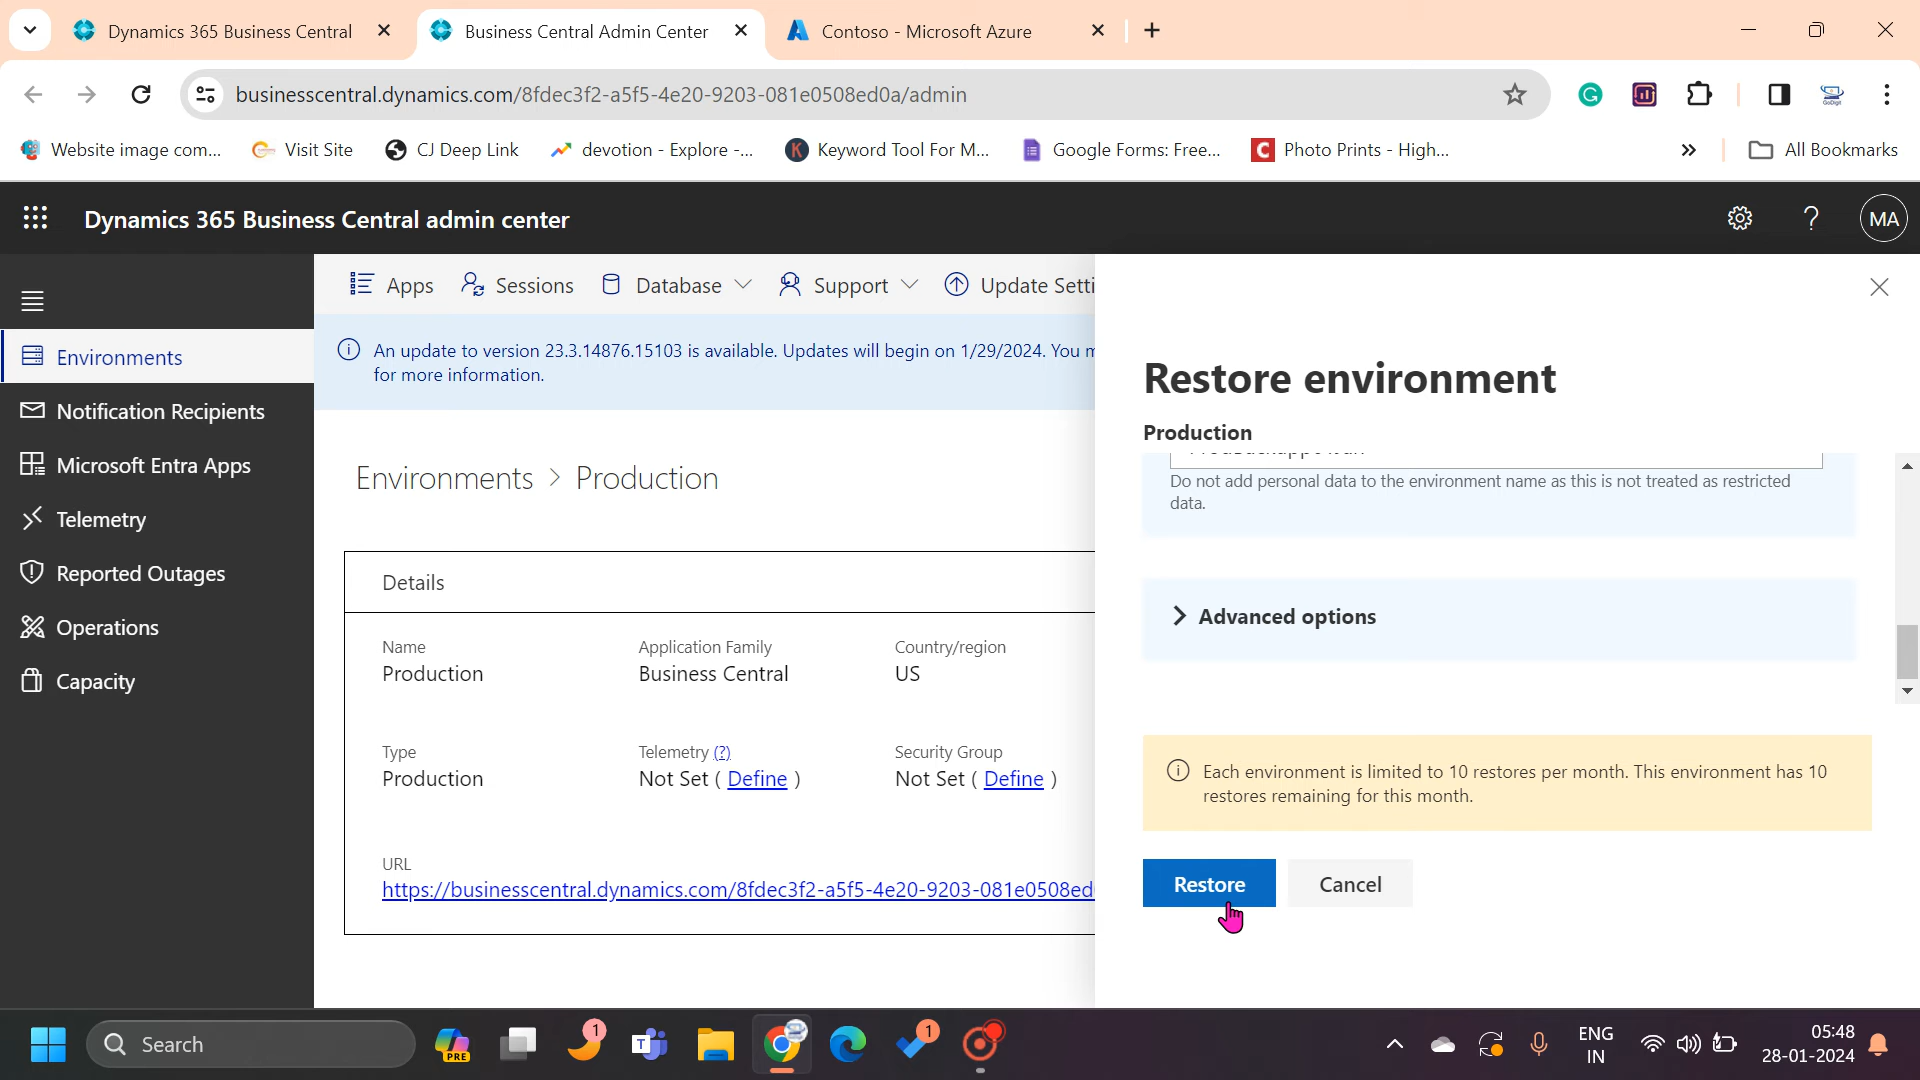 Dynamics 365 Business Central
Business Central Admin Center
Contoso - Microsoft Azure
businesscentral.dynamics.com/8fdec3f2-a5f5-4e20-9203-081e0508ed0a/admin
Website image com...
Visit Site
CJ Deep Link
devotion - Explore -...
Keyword Tool For M...
Google Forms: Free...
Photo Prints - High...
All Bookmarks
Dynamics 365 Business Central admin center
MA
Environments
Notification Recipients
Microsoft Entra Apps
Telemetry
Reported Outages
Operations
Capacity
Apps
Sessions
Database
Support
Update Setti
An update to version 23.3.14876.15103 is available. Updates will begin on 1/29/2024. You m
for more information.
Environments > Production
Details
Name
Production
Application Family
Business Central
Country/region
US
Type
Production
Telemetry (?)
Not Set ( Define )
Security Group
Not Set ( Define )
URL
https://businesscentral.dynamics.com/8fdec3f2-a5f5-4e20-9203-081e0508ed
Restore environment
Production
Do not add personal data to the environment name as this is not treated as restricted
data.
Advanced options
Each environment is limited to 10 restores per month. This environment has 10
restores remaining for this month.
Restore
Cancel
Search
PRE
1
1
ENG
IN
05:48
28-01-2024